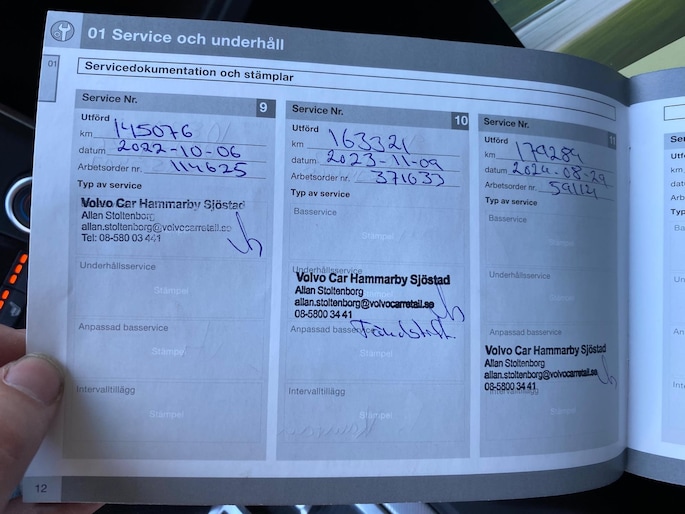 01 Service och underhåll
01
Servicedokumentation och stämplar
Service Nr. 9
Utförd
km 145076
datum 2022-10-06
Arbetsorder nr. 114625
Typ av service
Volvo Car Hammarby Sjöstad
Allan Stoltenborg
allan.stoltenborg@volvocarretail.se
Tel: 08-580 03 441
Underhållsservice
Stämpel
Anpassad basservice
Stämpel
Intervalltillägg
Stämpel
Service Nr. 10
Utförd
km 163321
datum 2023-11-09
Arbetsorder nr. 371633
Typ av service
Basservice
Stämpel
Underhållsservice
Volvo Car Hammarby Sjöstad
Allan Stoltenborg
allan.stoltenborg@volvocarretail.se
08-5800 34 41
Anpassad basservice
Stämpel
Intervalltillägg
Stämpel
Service Nr. 11
Utförd
km 179284
datum 2024-08-29
Arbetsorder nr.
Typ av service
Basservice
Stämpel
Underhållsservice
Stämpel
Anpassad basservice
Volvo Car Hammarby Sjöstad
Allan Stoltenborg
allan.stoltenborg@volvocarretail.se
08-5800 34 41
Intervalltillägg
Stämpel
12